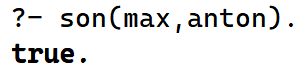 ?- son(max,anton).
true.